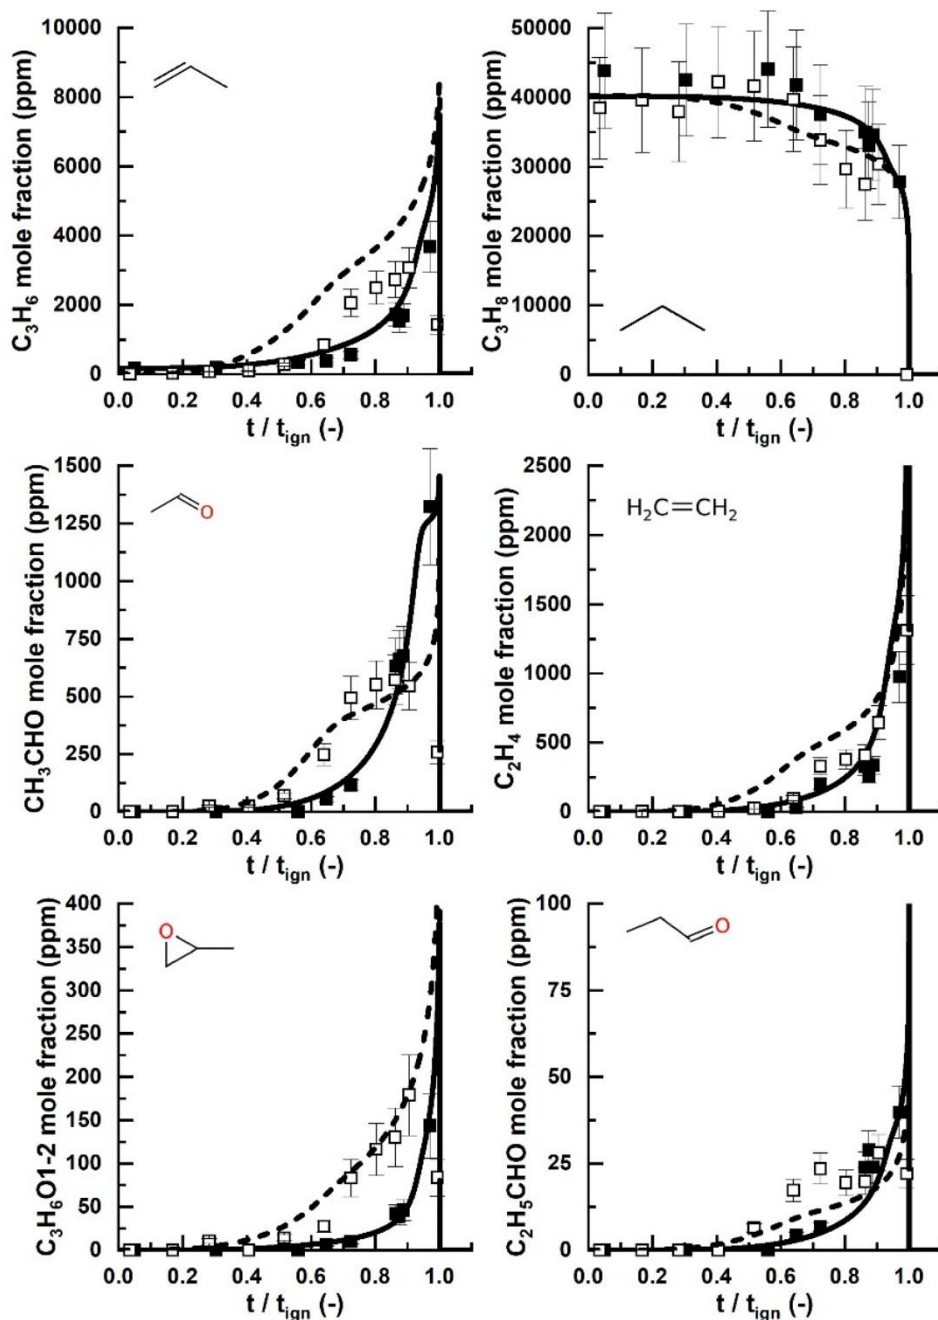 C3H6 mole fraction (ppm)
10000
8000
6000
4000
2000
0
0.0 0.2 0.4 0.6 0.8 1.0
t / tign (-)
C3H8 mole fraction (ppm)
50000
40000
30000
20000
10000
0
0.0 0.2 0.4 0.6 0.8 1.0
t / tign (-)
CH3CHO mole fraction (ppm)
1500
1250
1000
750
500
250
0
O
0.0 0.2 0.4 0.6 0.8 1.0
t / tign (-)
C2H4 mole fraction (ppm)
2500
2000
1500
1000
500
0
H2C=CH2
0.0 0.2 0.4 0.6 0.8 1.0
t / tign (-)
C3H6O1-2 mole fraction (ppm)
400
350
300
250
200
150
100
50
0
O
0.0 0.2 0.4 0.6 0.8 1.0
t / tign (-)
C2H5CHO mole fraction (ppm)
100
75
50
25
0
O
0.0 0.2 0.4 0.6 0.8 1.0
t / tign (-)